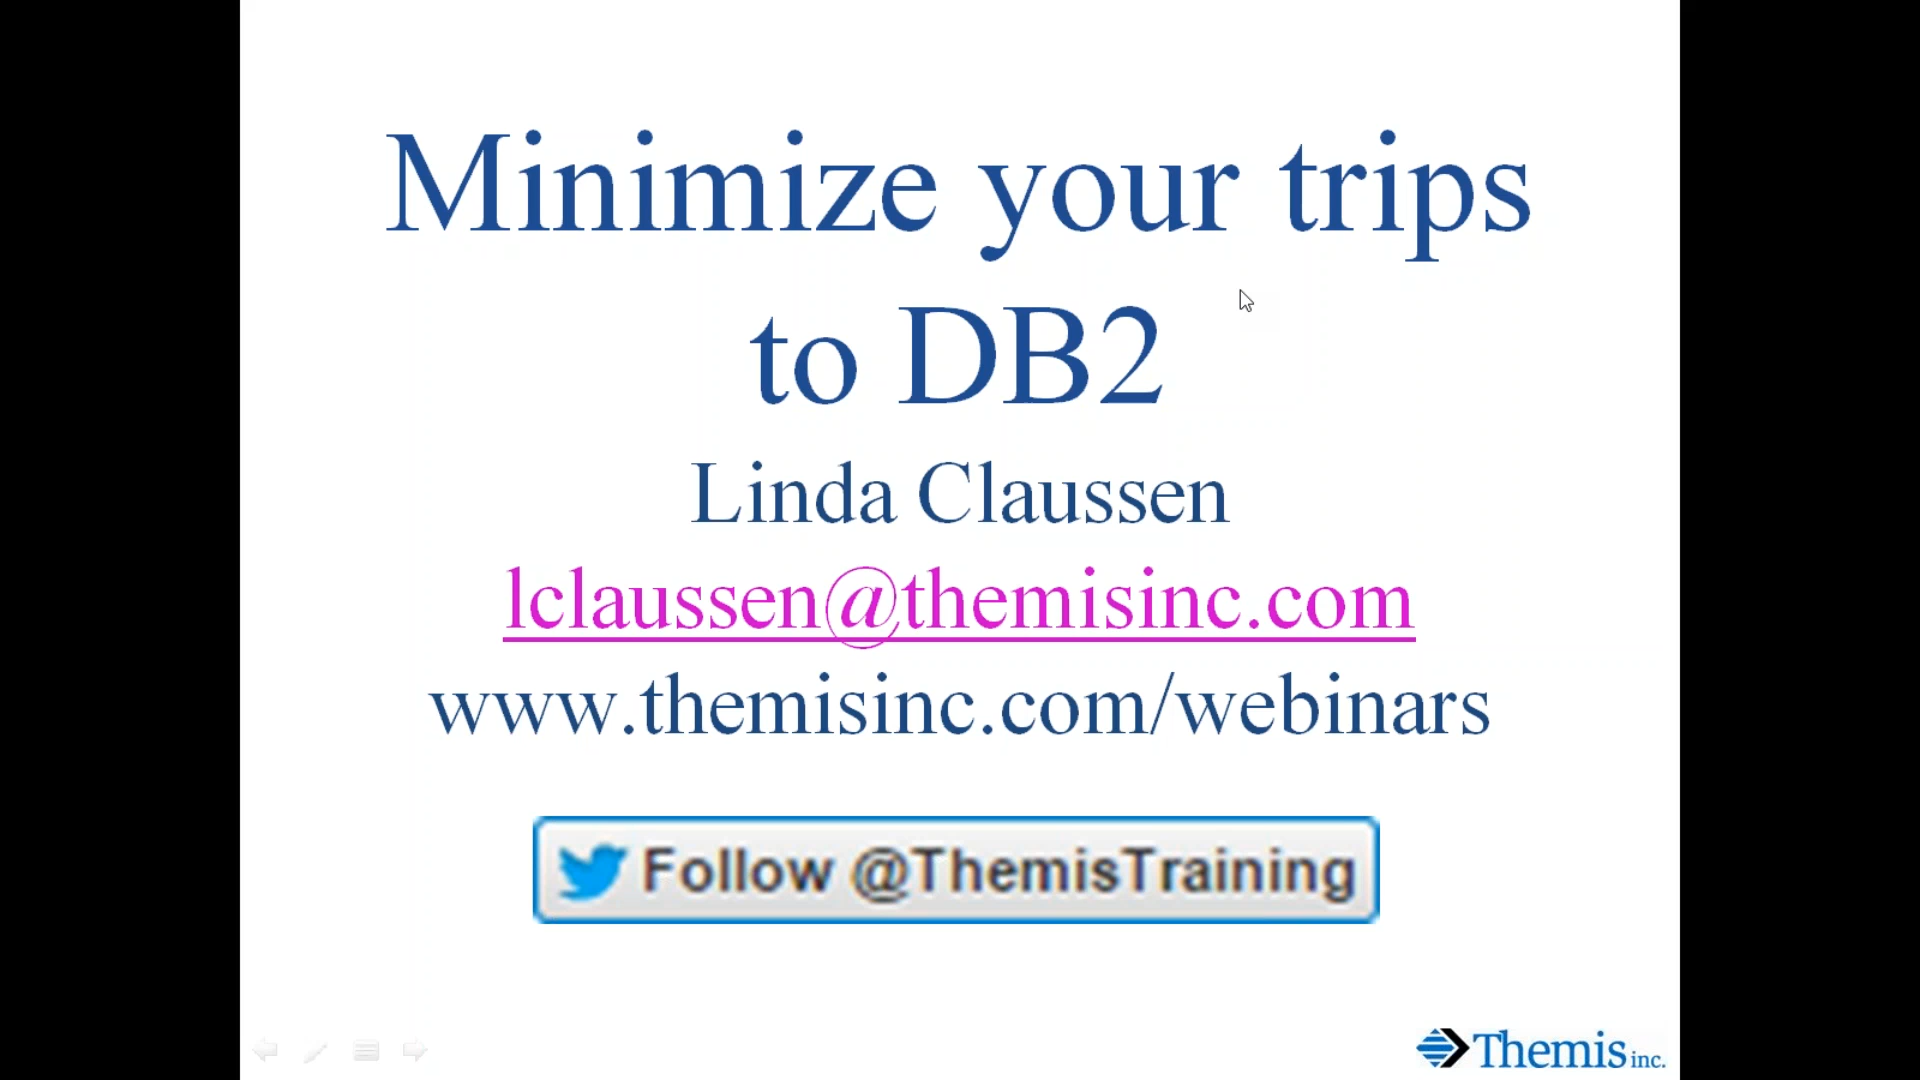 Minimize your trips
to DB2
Linda Claussen
lclaussen@themisinc.com
www.themisinc.com/webinars
Follow @ThemisTraining
Themis inc.